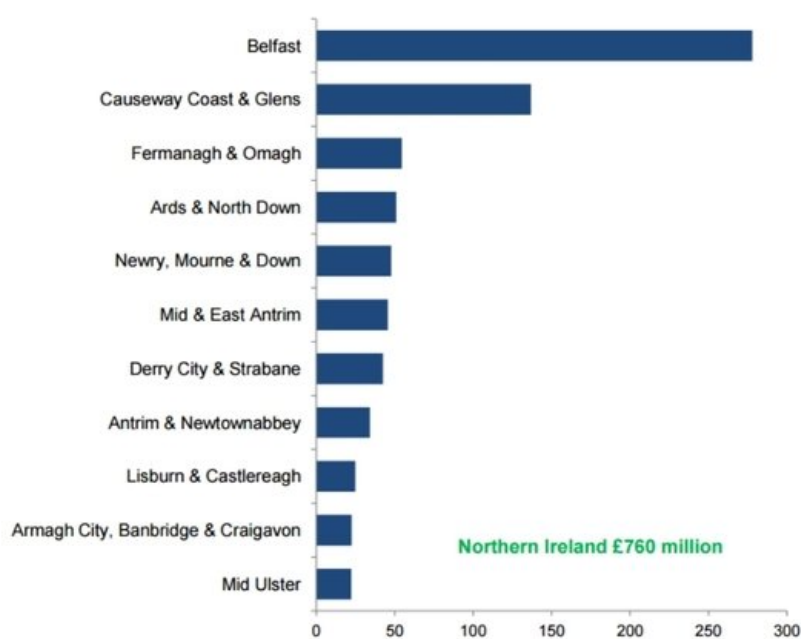 Belfast
Causeway Coast & Glens
Fermanagh & Omagh
Ards & North Down
Newry, Mourne & Down
Mid & East Antrim
Derry City & Strabane
Antrim & Newtownabbey
Lisburn & Castlereagh
Armagh City, Banbridge & Craigavon
Northern Ireland £760 million
Mid Ulster
0 50 100 150 200 250 300